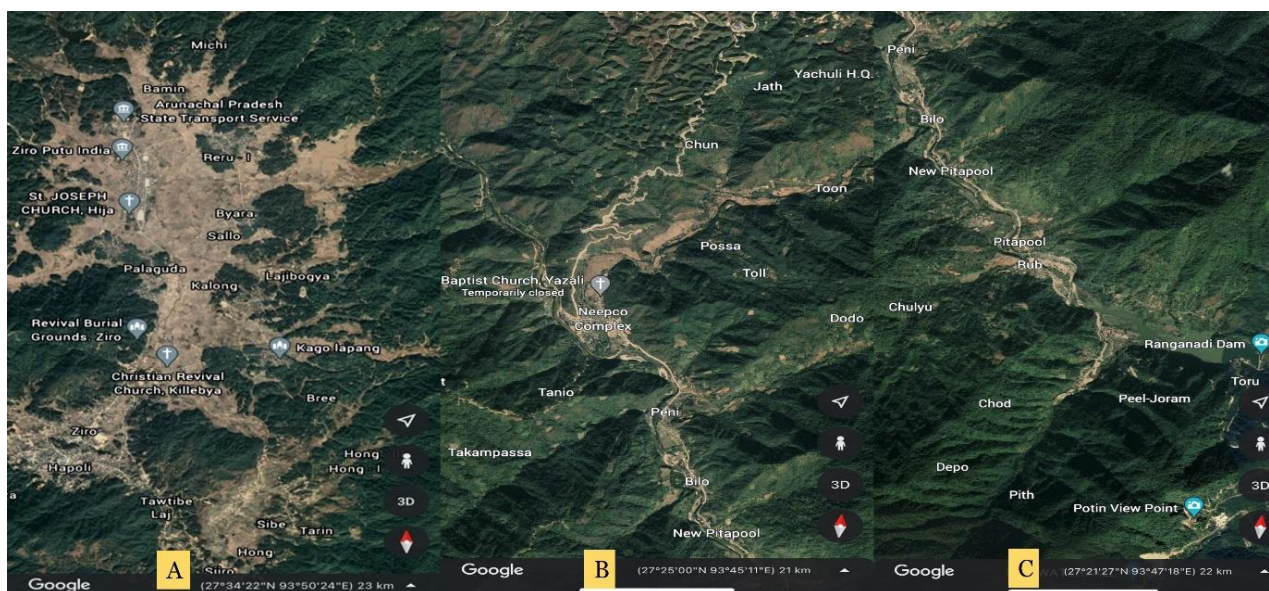 Michi
Bamin
Arunachal Pradesh
State Transport Service
Ziro Putu India
Reru - I
St. JOSEPH
CHURCH, Hija
Byara
Sallo
Palaguda
Lajibogya
Kalong
Revival Burial
Grounds, Ziro
Kago lapang
Christian Revival
Church, Killebya
Bree
Ziro
Hapoli
Hong
Hong I
a
Tawtibe
Laj
Sibe
Tarin
Hong
Siiro
3D
A
Google
(27°34'22"N 93°50'24"E) 23 km
Yachuli H.Q.
Jath
Chun
Toon
Possa
Toll
Baptist Church, Yazali
Temporarily closed
Neepco
Complex
Dodo
t
Tanio
Peni
Takampassa
Bilo
New Pitapool
3D
B
Google
(27°25'00"N 93°45'11"E) 21 km
Peni
Bilo
New Pitapool
Pitapool
Rub
Chulyu
Ranganadi Dam
Toru
Peel-Joram
Chod
Depo
Pith
Potin View Point
3D
C
Google
(27°21'27"N 93°47'18"E) 22 km